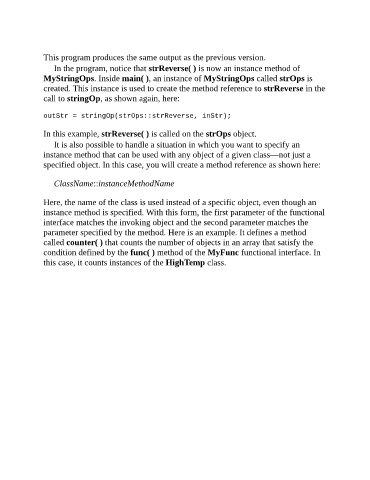 This program produces the same output as the previous version.
In the program, notice that strReverse( ) is now an instance method of
MyStringOps. Inside main( ), an instance of MyStringOps called strOps is
created. This instance is used to create the method reference to strReverse in the
call to stringOp, as shown again, here:
outStr = stringOp(strOps::strReverse, inStr);
In this example, strReverse( ) is called on the strOps object.
It is also possible to handle a situation in which you want to specify an
instance method that can be used with any object of a given class—not just a
specified object. In this case, you will create a method reference as shown here:
ClassName::instanceMethodName
Here, the name of the class is used instead of a specific object, even though an
instance method is specified. With this form, the first parameter of the functional
interface matches the invoking object and the second parameter matches the
parameter specified by the method. Here is an example. It defines a method
called counter( ) that counts the number of objects in an array that satisfy the
condition defined by the func( ) method of the MyFunc functional interface. In
this case, it counts instances of the HighTemp class.